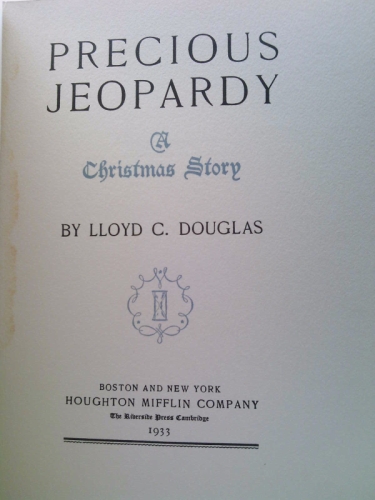 PRECIOUS
JEOPARDY
A
Christmas Story
BY LLOYD C. DOUGLAS
BOSTON AND NEW YORK
HOUGHTON MIFFLIN COMPANY
The Riverside Press Cambridge
1933